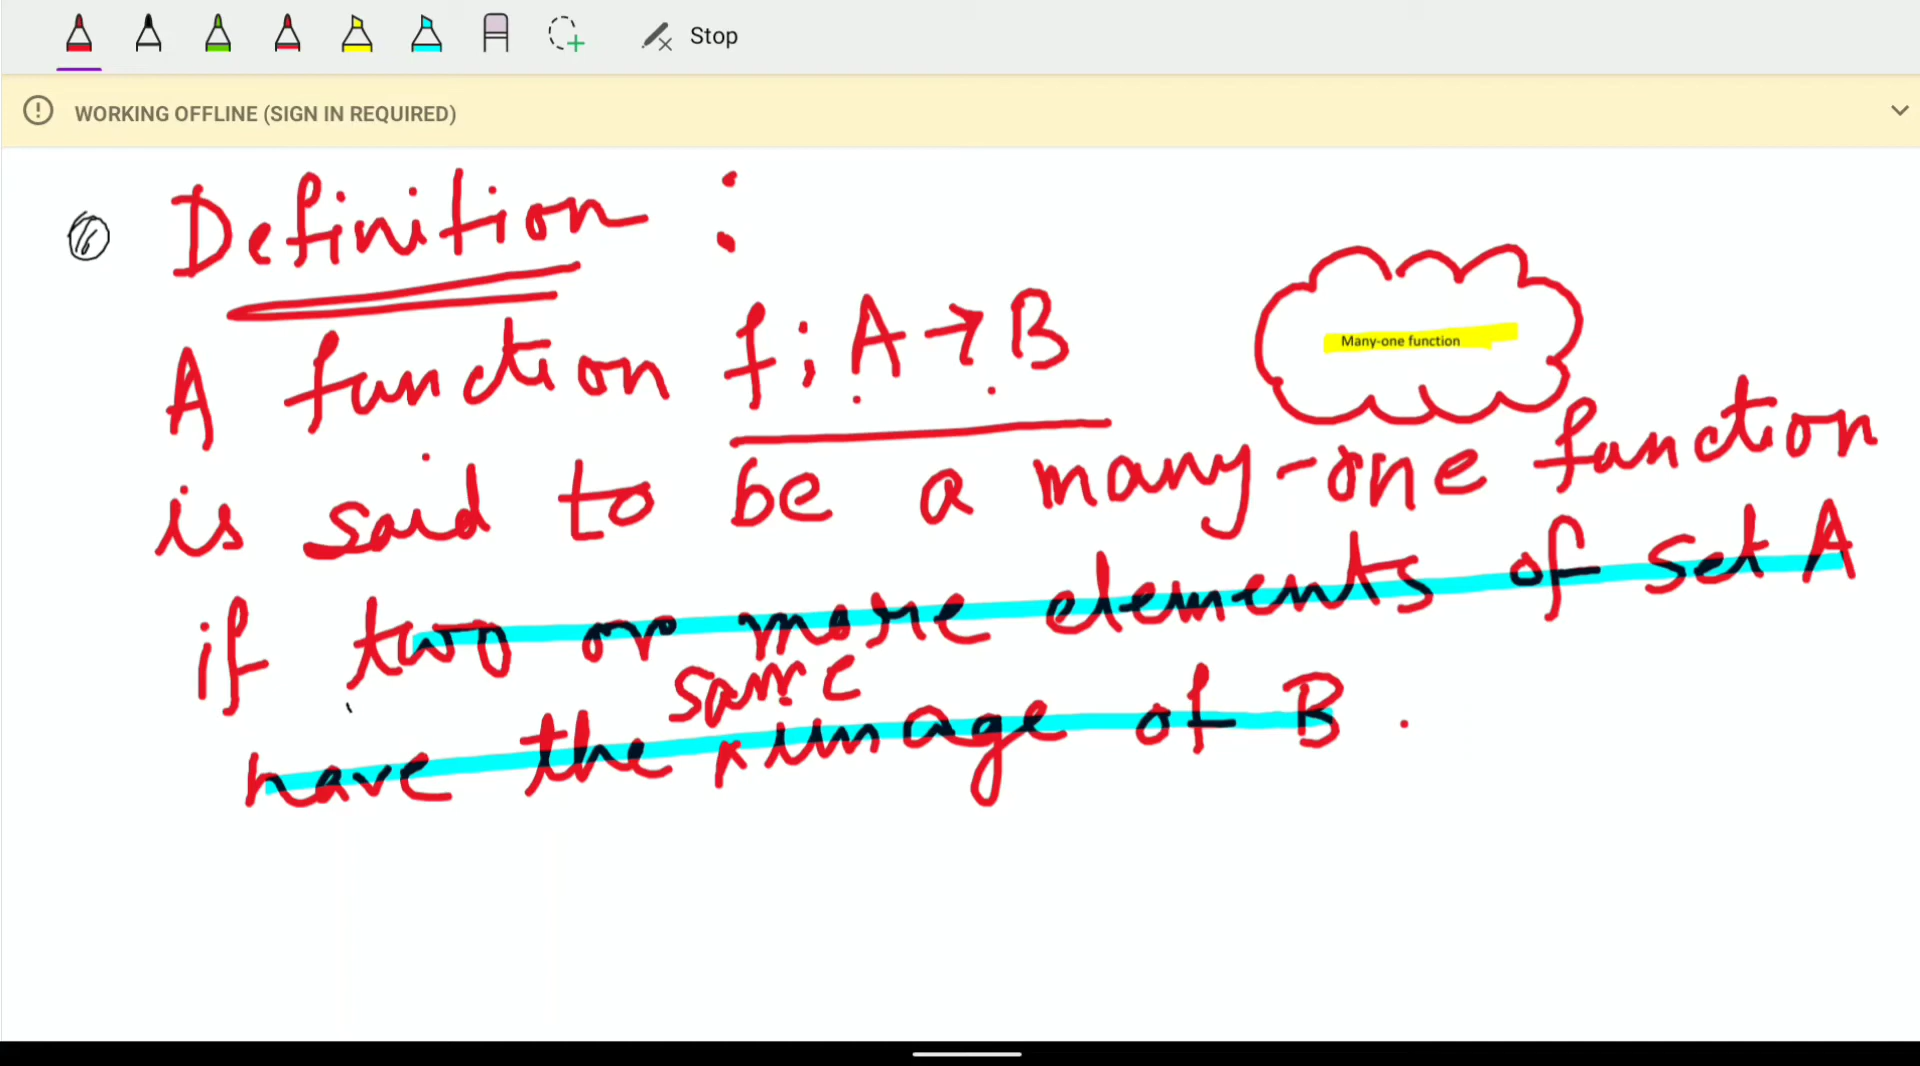 Stop
WORKING OFFLINE (SIGN IN REQUIRED)
Definition :
A function f ; A → B
Many-one function
is said to be a many-one function
if two or more elements of set A
same
have the image of B .